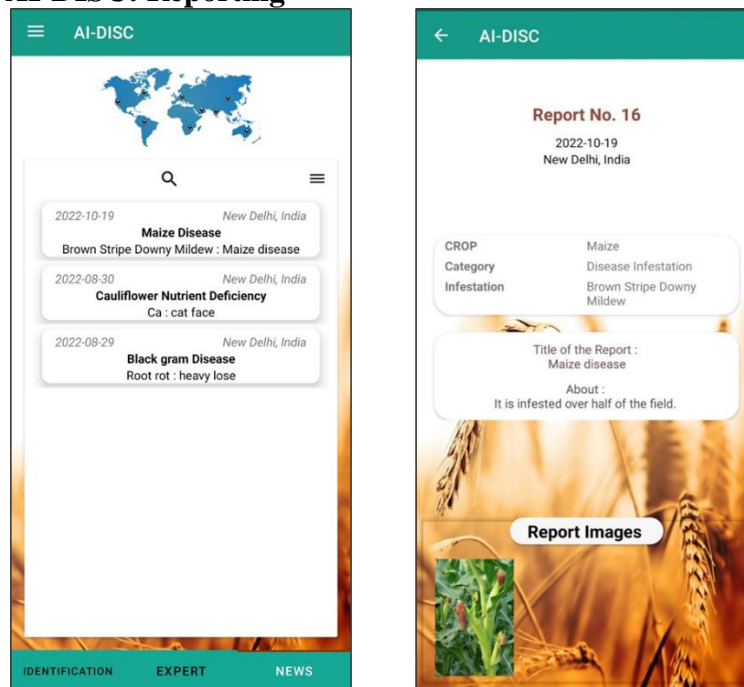 AI-DISC: Reporting
AI-DISC
2022-10-19 New Delhi, India
Maize Disease
Brown Stripe Downy Mildew : Maize disease
2022-08-30 New Delhi, India
Cauliflower Nutrient Deficiency
Ca : cat face
2022-08-29 New Delhi, India
Black gram Disease
Root rot : heavy lose
IDENTIFICATION EXPERT NEWS
AI-DISC
Report No. 16
2022-10-19
New Delhi, India
CROP Maize
Category Disease Infestation
Infestation Brown Stripe Downy
Mildew
Title of the Report :
Maize disease
About :
It is infested over half of the field.
Report Images